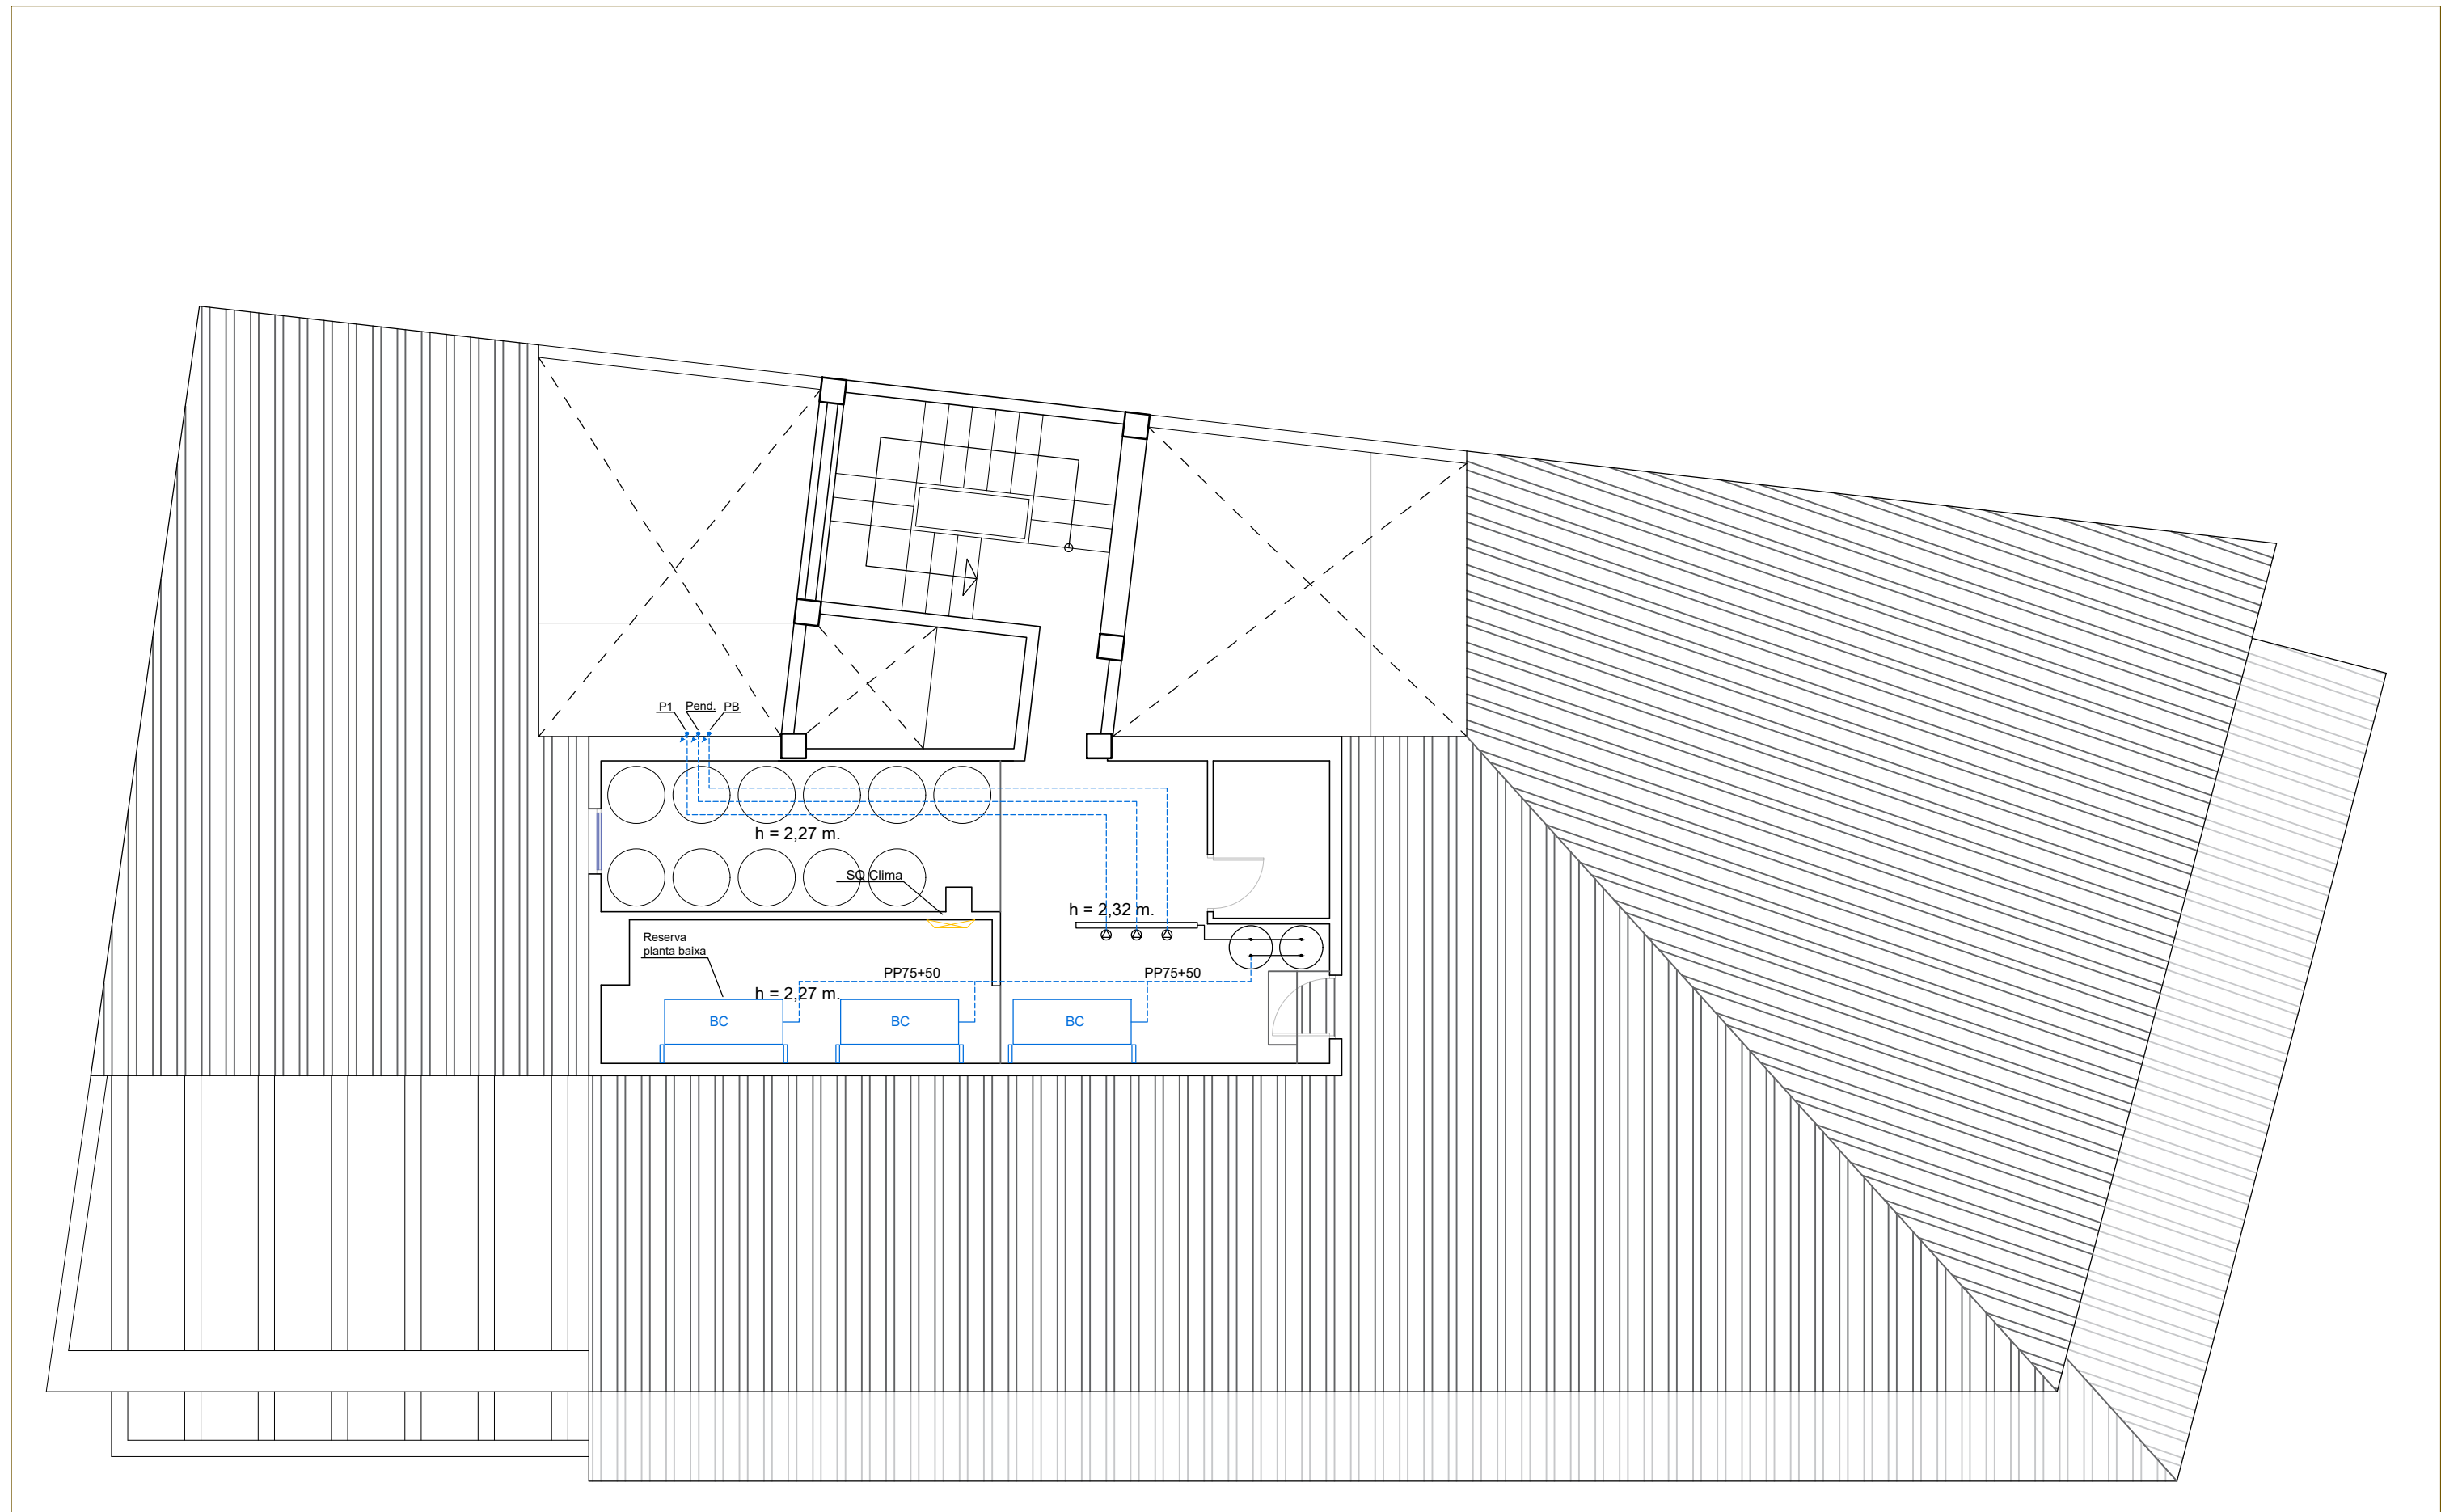 P1
Pend.
PB
h = 2,27 m.
SQ Clima
h = 2,32 m.
Reserva
planta baixa
PP75+50
PP75+50
h = 2,27 m.
BC
BC
BC